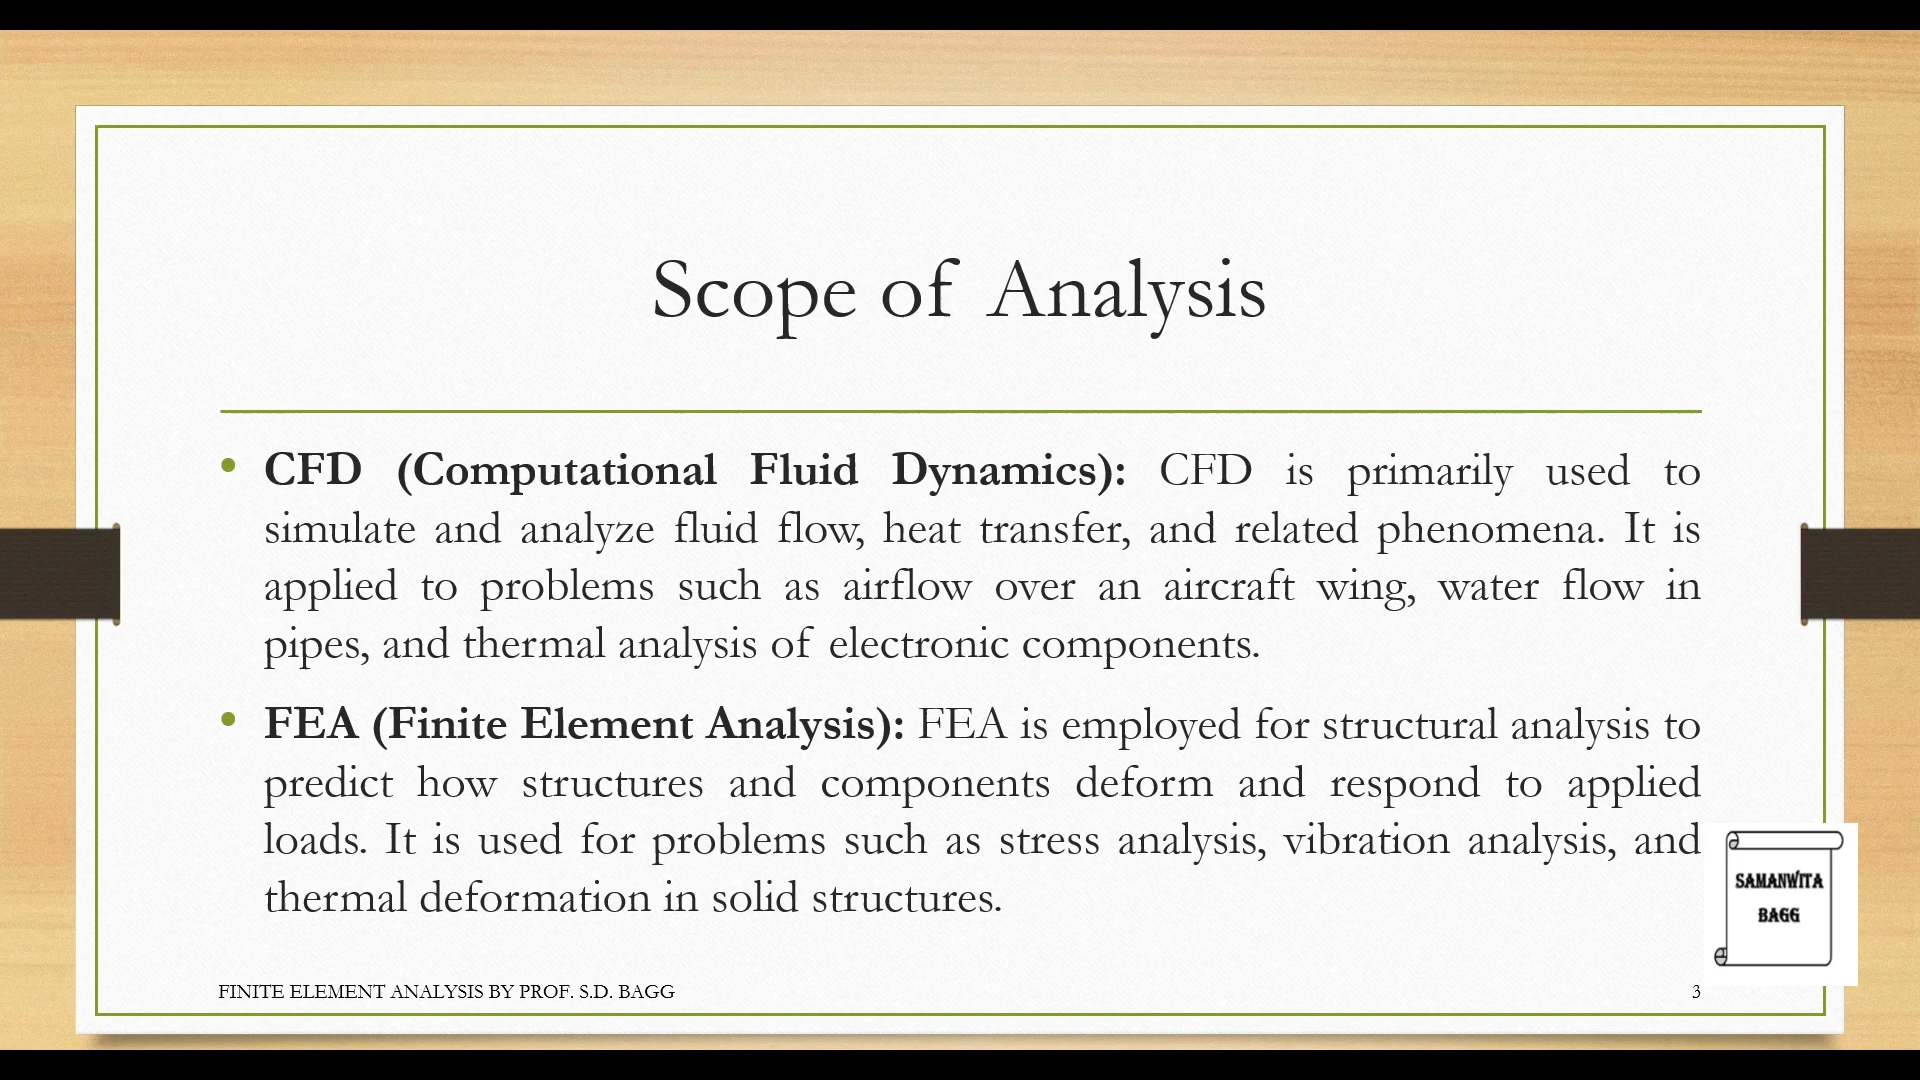 Scope of Analysis
• CFD (Computational Fluid Dynamics): CFD is primarily used to
simulate and analyze fluid flow, heat transfer, and related phenomena. It is
applied to problems such as airflow over an aircraft wing, water flow in
pipes, and thermal analysis of electronic components.
• FEA (Finite Element Analysis): FEA is employed for structural analysis to
predict how structures and components deform and respond to applied
loads. It is used for problems such as stress analysis, vibration analysis, and
thermal deformation in solid structures.
SAMANWITA
BAGG
FINITE ELEMENT ANALYSIS BY PROF. S.D. BAGG
3